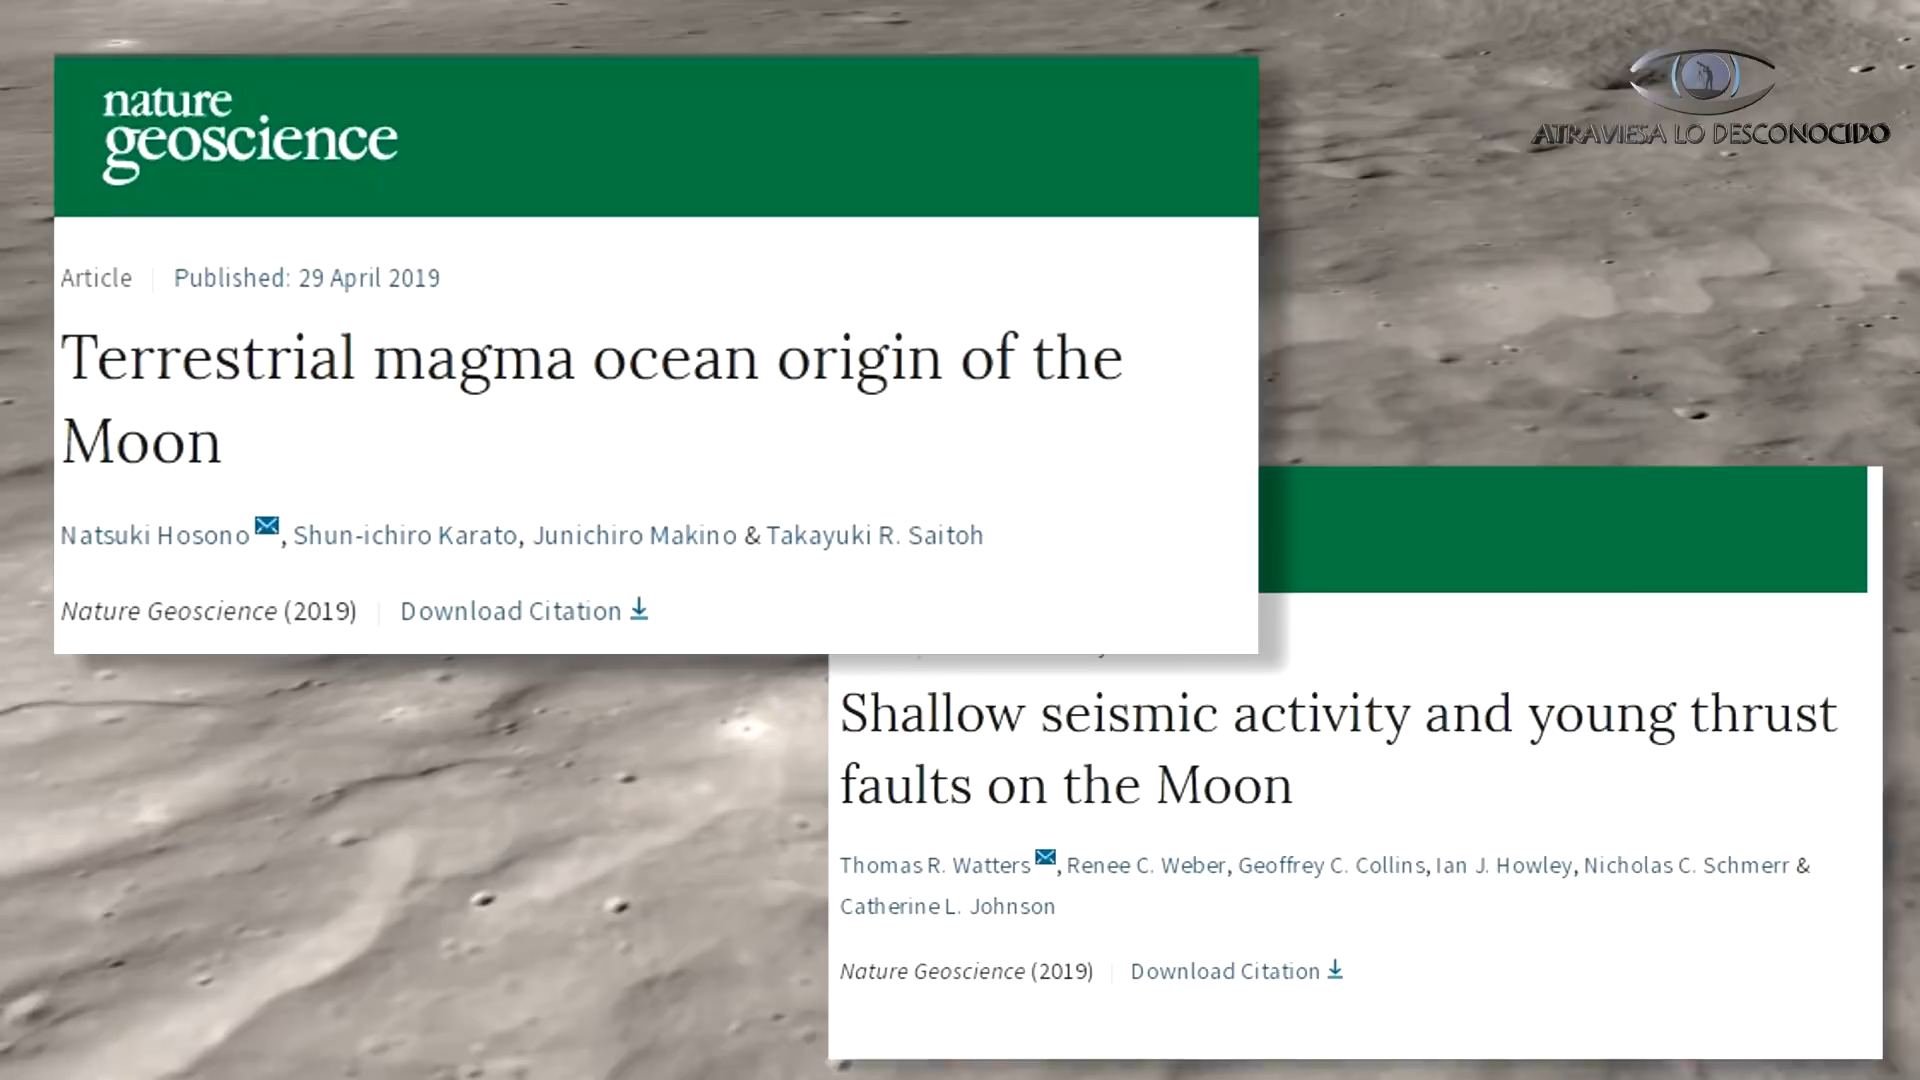 nature
geoscience
Article
Published: 29 April 2019
Terrestrial magma ocean origin of the
Moon
Natsuki Hosono, Shun-ichiro Karato, Junichiro Makino & Takayuki R. Saitoh
Nature Geoscience (2019)
Download Citation
ATRAVIESA LO DESCONOCIDO
Shallow seismic activity and young thrust
faults on the Moon
Thomas R. Watters, Renee C. Weber, Geoffrey C. Collins, Ian J. Howley, Nicholas C. Schmerr &
Catherine L. Johnson
Nature Geoscience (2019)
Download Citation